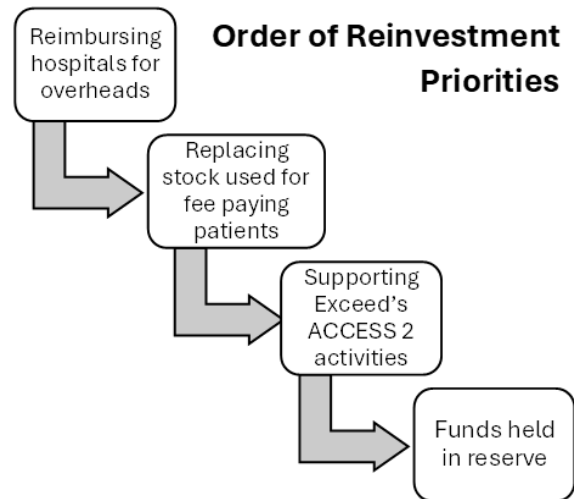 Order of Reinvestment
Priorities
Reimbursing
hospitals for
overheads
Replacing
stock used for
fee paying
patients
Supporting
Exceed’s
ACCESS 2
activities
Funds held
in reserve